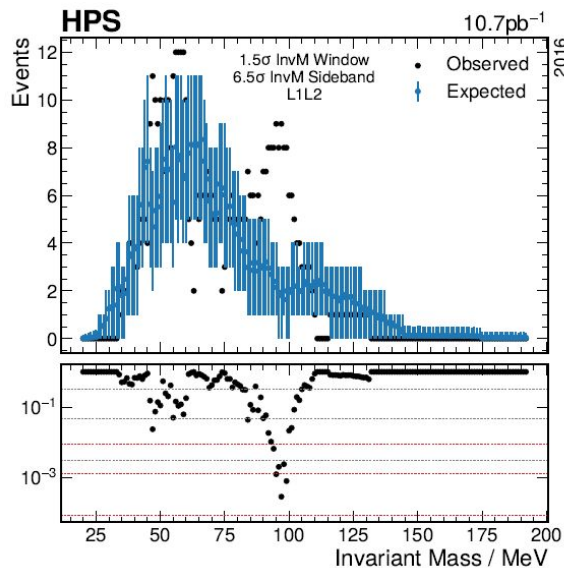 HPS
10.7pb⁻¹
2016
Events
12
10
8
6
4
2
0
1.5σ InvM Window
6.5σ InvM Sideband
L1L2
Observed
Expected
10⁻¹
10⁻³
25 50 75 100 125 150 175 200
Invariant Mass / MeV